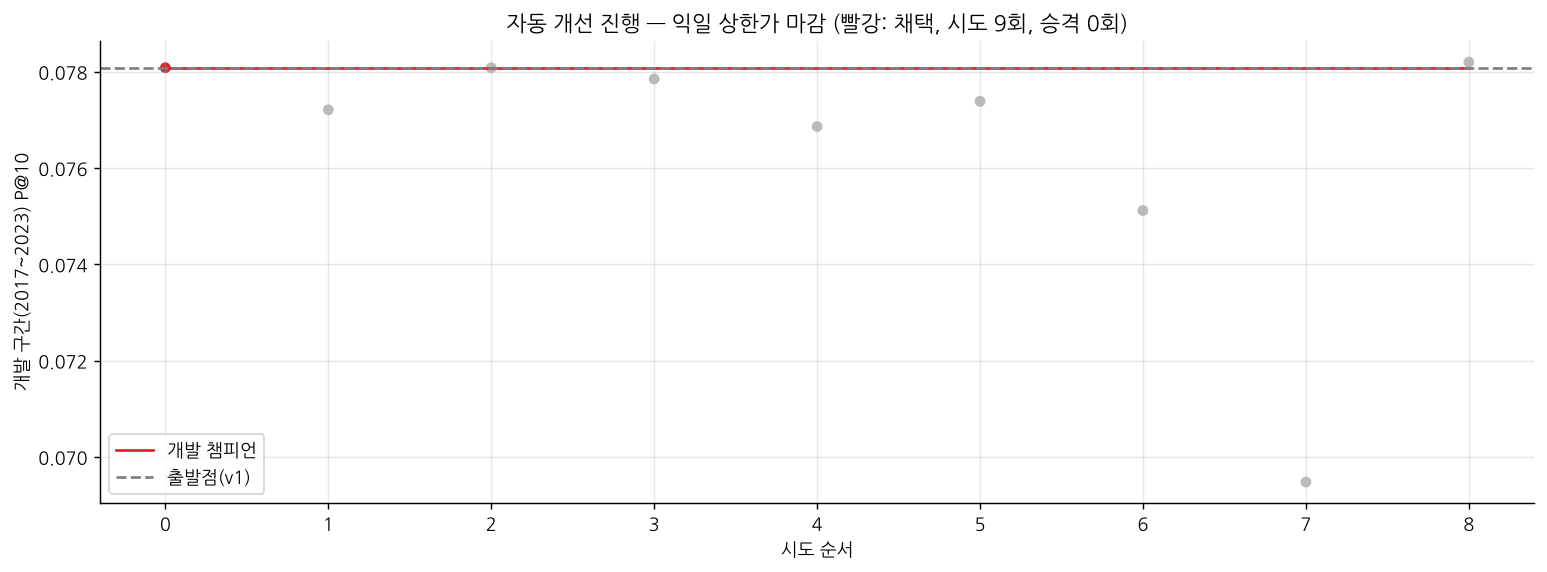 자동 개선 진행 — 익일 상한가 마감 (빨강: 채택, 시도 9회, 승격 0회)
개발 구간(2017~2023) P@10
0.078
0.076
0.074
0.072
0.070
개발 챔피언
출발점(v1)
0 1 2 3 4 5 6 7 8
시도 순서